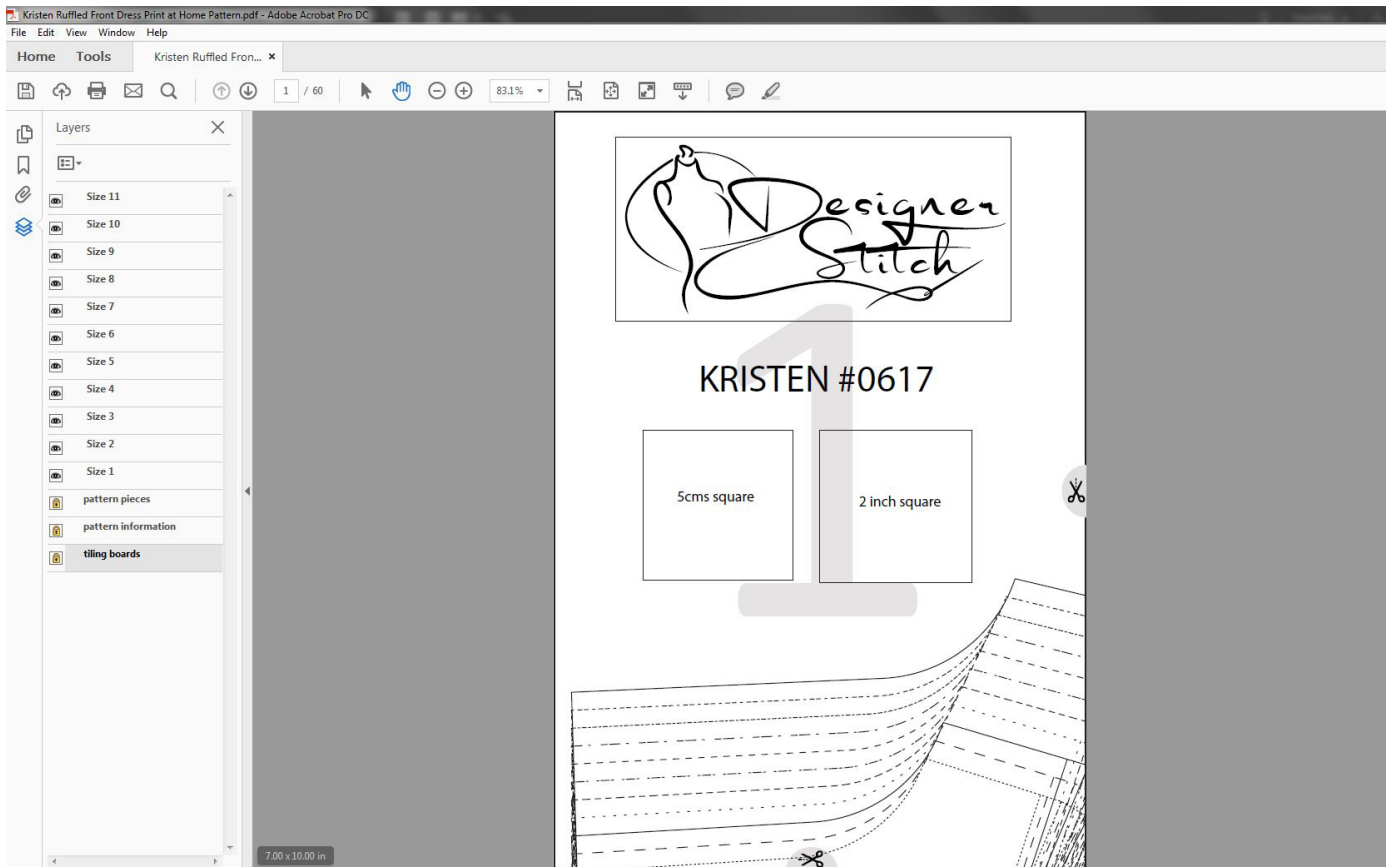 Kristen Ruffled Front Dress Print at Home Pattern.pdf - Adobe Acrobat Pro DC
File Edit View Window Help
Home Tools Kristen Ruffled Fron... ×
1 / 60 83.1%
Layers
Size 11
Size 10
Size 9
Size 8
Size 7
Size 6
Size 5
Size 4
Size 3
Size 2
Size 1
pattern pieces
pattern information
tiling boards
Designer
Stitch
1
KRISTEN #0617
5cms square
2 inch square
7.00 x 10.00 in